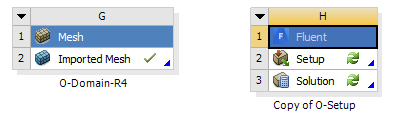 G
1 Mesh
2 Imported Mesh
O-Domain-R4
H
1 Fluent
2 Setup
3 Solution
Copy of O-Setup